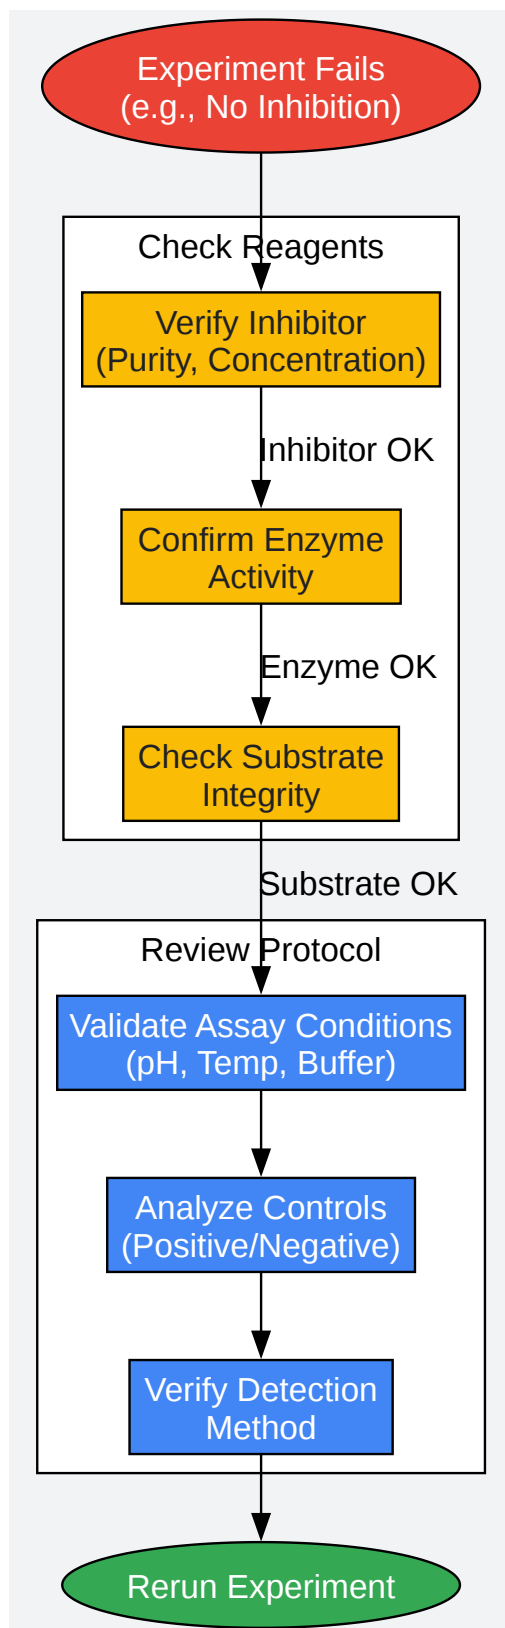 Experiment Fails
(e.g., No Inhibition)
Check Reagents
Verify Inhibitor
(Purity, Concentration)
Inhibitor OK
Confirm Enzyme
Activity
Enzyme OK
Check Substrate
Integrity
Substrate OK
Review Protocol
Validate Assay Conditions
(pH, Temp, Buffer)
Analyze Controls
(Positive/Negative)
Verify Detection
Method
Rerun Experiment